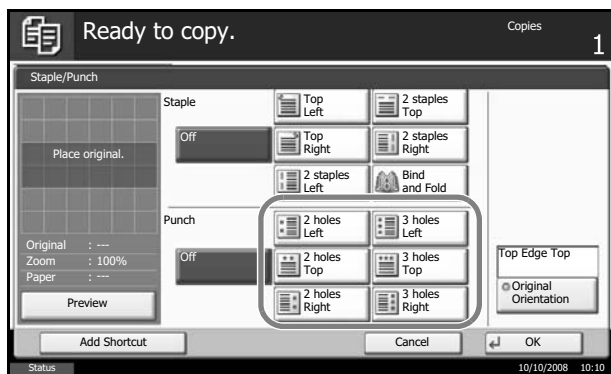 Ready to copy.
Copies
1
Staple/Punch
Place original.
Original : ---
Zoom : 100%
Paper : ---
Preview
Staple
Off
Top
Left
2 staples
Top
Top
Right
2 staples
Right
2 staples
Left
Bind
and Fold
Punch
Off
2 holes
Left
3 holes
Left
2 holes
Top
3 holes
Top
2 holes
Right
3 holes
Right
Top Edge Top
Original
Orientation
Add Shortcut
Cancel
OK
Status
10/10/2008 10:10